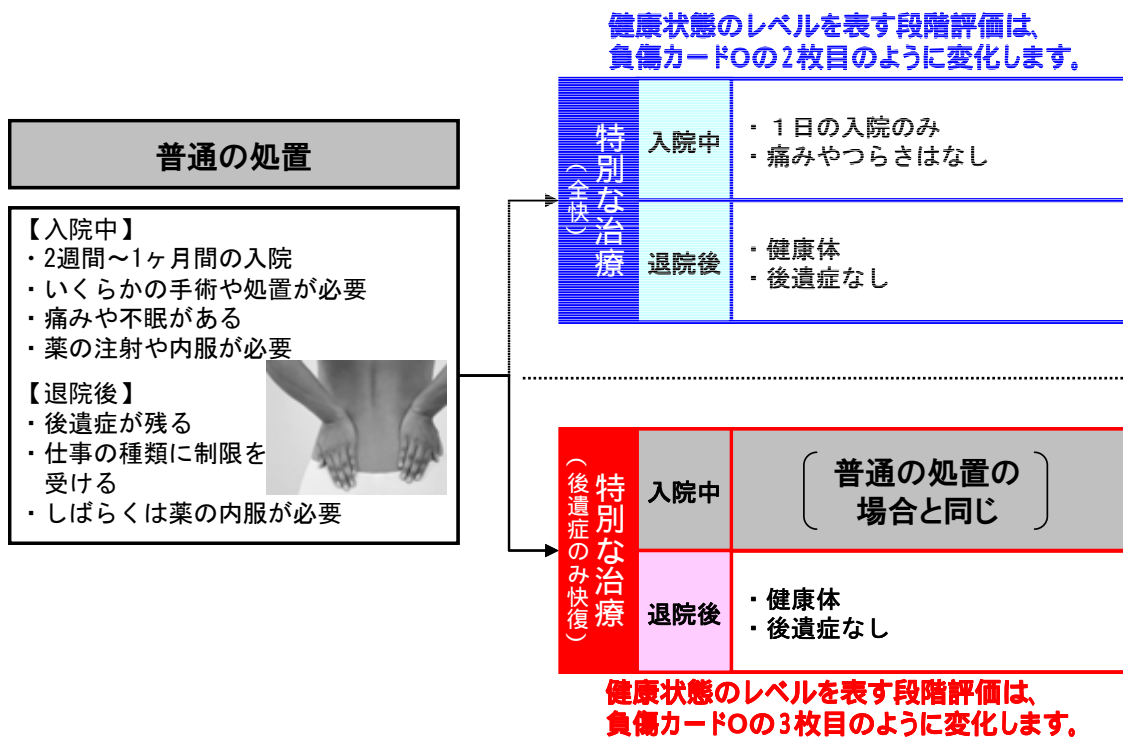 健康状態のレベルを表す段階評価は、
負傷カードOの2枚目のように変化します。
普通の処置
【入院中】
・2週間～1ヶ月間の入院
・いくらかの手術や処置が必要
・痛みや不眠がある
・薬の注射や内服が必要
【退院後】
・後遺症が残る
・仕事の種類に制限を
受ける
・しばらくは薬の内服が必要
特別な治療
（全快）
入院中
・１日の入院のみ
・痛みやつらさはなし
退院後
・健康体
・後遺症なし
特別な治療
（後遺症のみ快復）
入院中
普通の処置の
場合と同じ
退院後
・健康体
・後遺症なし
健康状態のレベルを表す段階評価は、
負傷カードOの3枚目のように変化します。